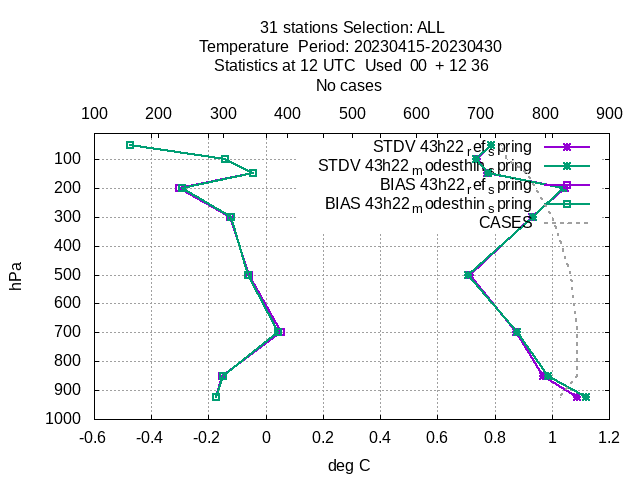 31 stations Selection: ALL
Temperature Period: 20230415-20230430
Statistics at 12 UTC Used 00 + 12 36
No cases
100 200 300 400 500 600 700 800 900
STDV 43h22_ref_spring
STDV 43h22_modesthin_spring
BIAS 43h22_ref_spring
BIAS 43h22_modesthin_spring
CASES
100
200
300
400
500
600
700
800
900
1000
hPa
-0.6 -0.4 -0.2 0 0.2 0.4 0.6 0.8 1 1.2
deg C